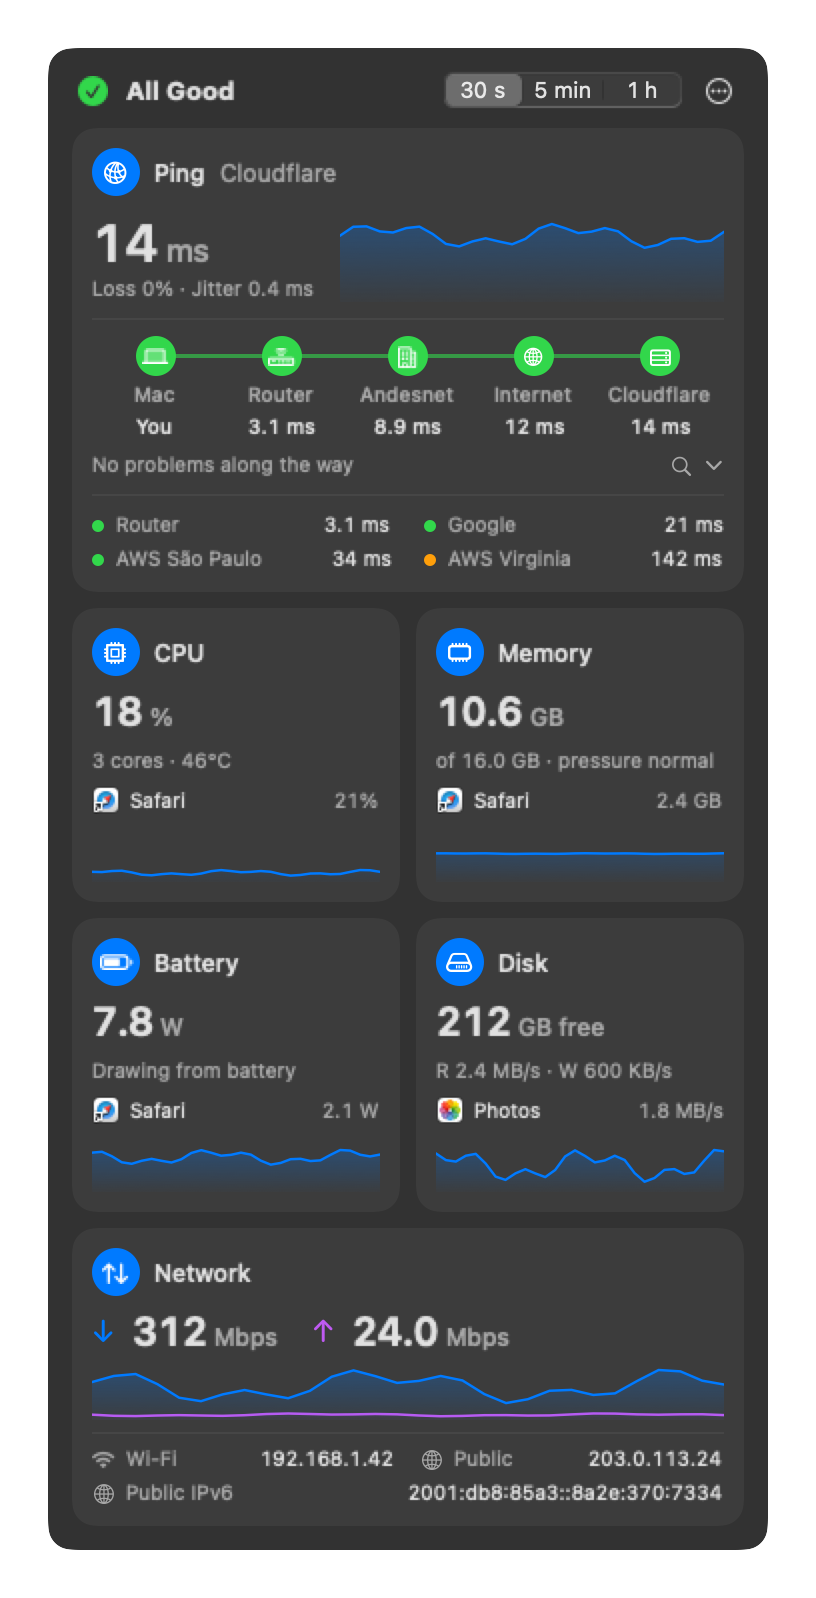 All Good 30 s 5 min 1 h
Ping Cloudflare
14 ms
Loss 0% · Jitter 0.4 ms
Mac Router Andesnet Internet Cloudflare
You 3.1 ms 8.9 ms 12 ms 14 ms
No problems along the way
Router 3.1 ms Google 21 ms
AWS São Paulo 34 ms AWS Virginia 142 ms
CPU
18 %
3 cores · 46°C
Safari 21%
Memory
10.6 GB
of 16.0 GB · pressure normal
Safari 2.4 GB
Battery
7.8 W
Drawing from battery
Safari 2.1 W
Disk
212 GB free
R 2.4 MB/s · W 600 KB/s
Photos 1.8 MB/s
Network
↓ 312 Mbps ↑ 24.0 Mbps
Wi-Fi 192.168.1.42 Public 203.0.113.24
Public IPv6 2001:db8:85a3::8a2e:370:7334